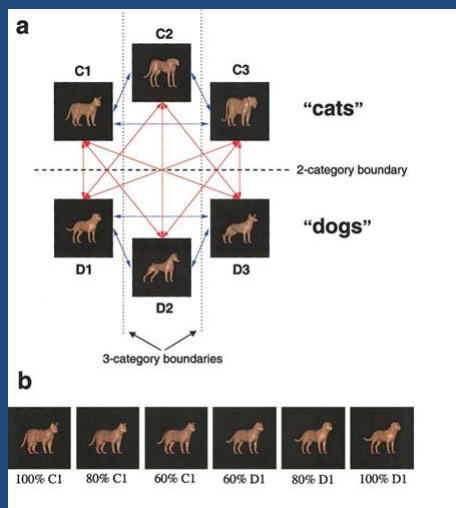 a
C1 C2 C3
"cats"
2-category boundary
"dogs"
D1 D2 D3
3-category boundaries
b
100% C1 80% C1 60% C1 60% D1 80% D1 100% D1